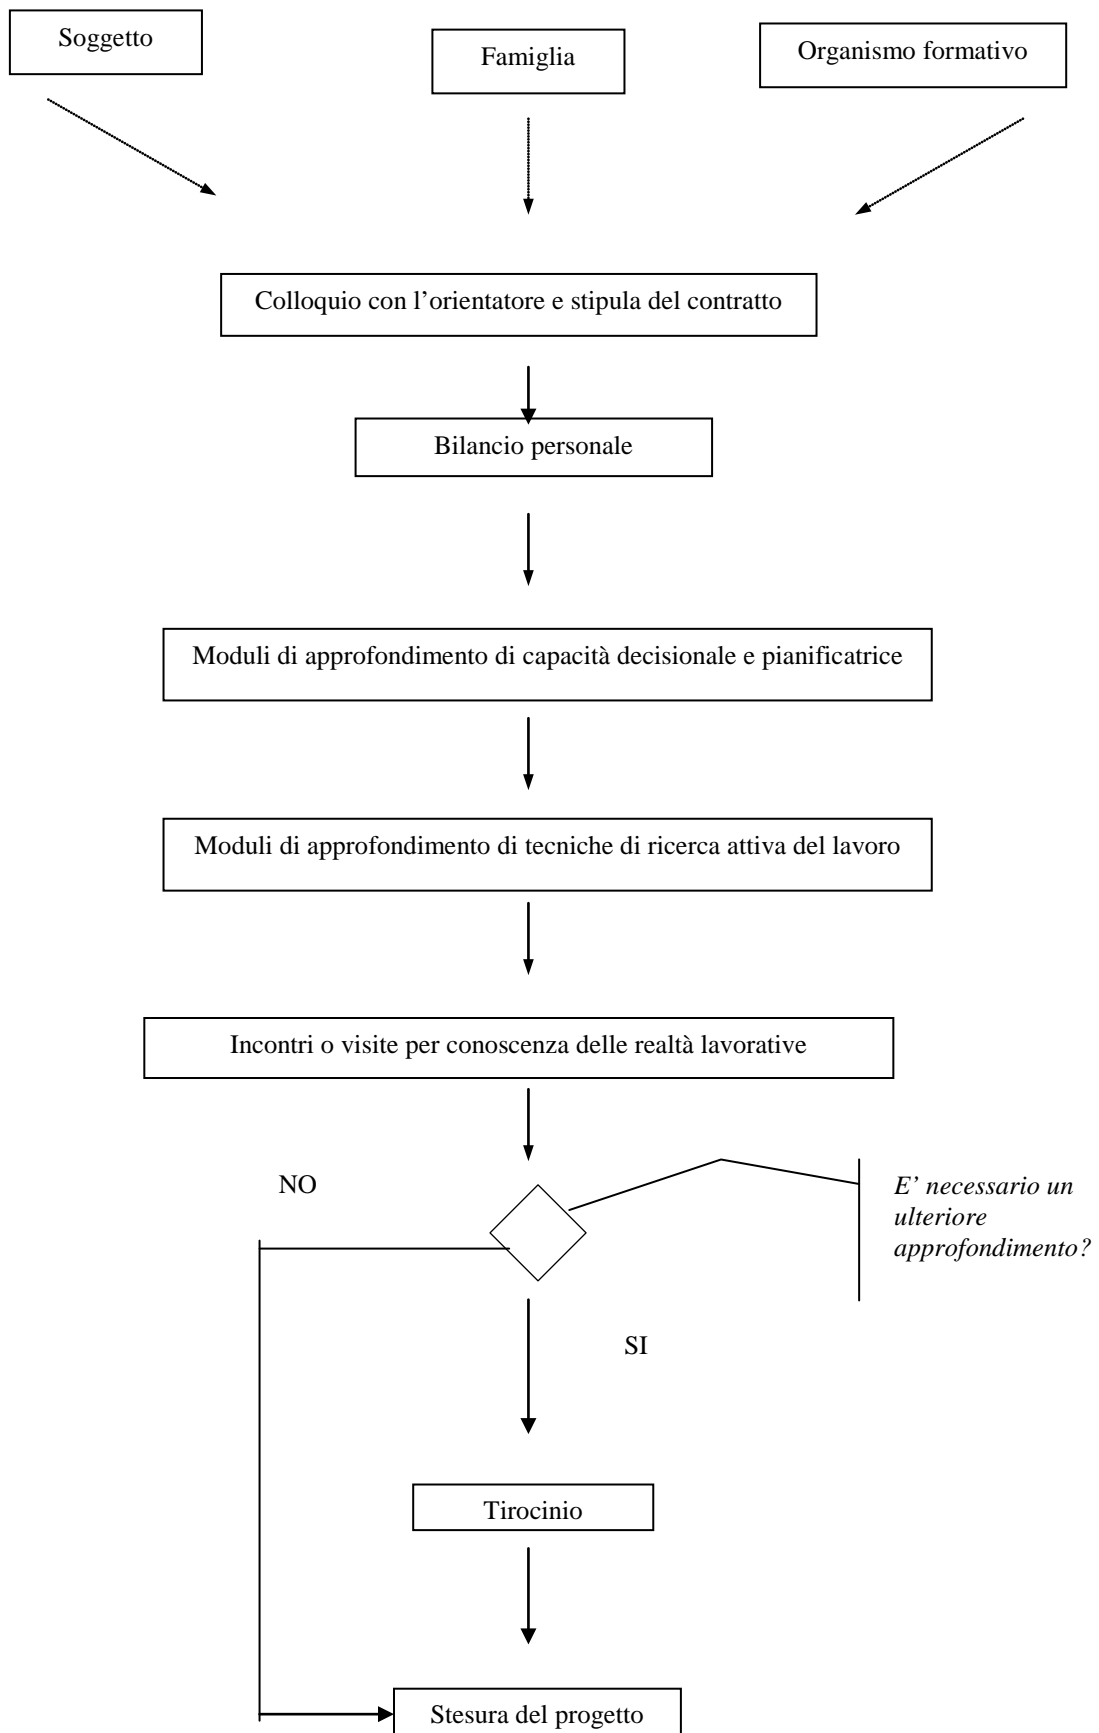 Soggetto
Famiglia
Organismo formativo
Colloquio con l’orientatore e stipula del contratto
Bilancio personale
Moduli di approfondimento di capacità decisionale e pianificatrice
Moduli di approfondimento di tecniche di ricerca attiva del lavoro
Incontri o visite per conoscenza delle realtà lavorative
NO
E’ necessario un
ulteriore
approfondimento?
SI
Tirocinio
Stesura del progetto